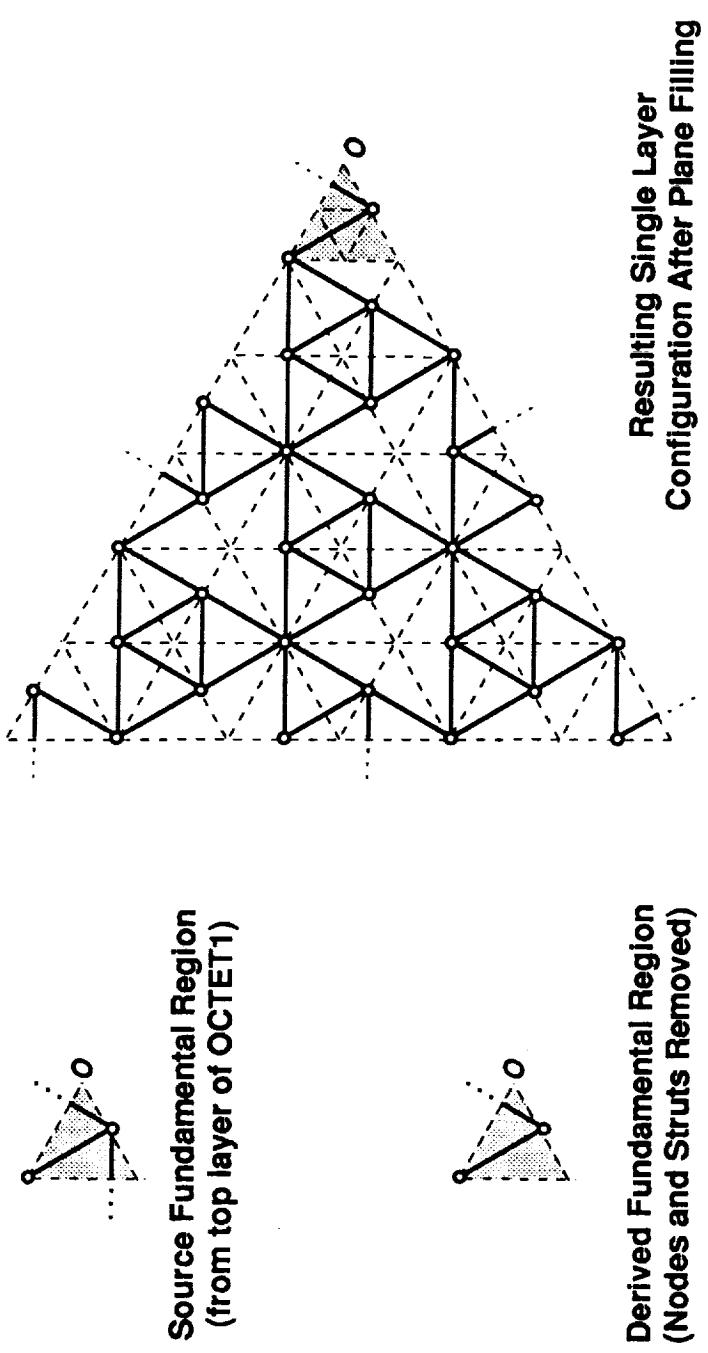 O
Source Fundamental Region
(from top layer of OCTET1)
O
Derived Fundamental Region
(Nodes and Struts Removed)
O
Resulting Single Layer
Configuration After Plane Filling